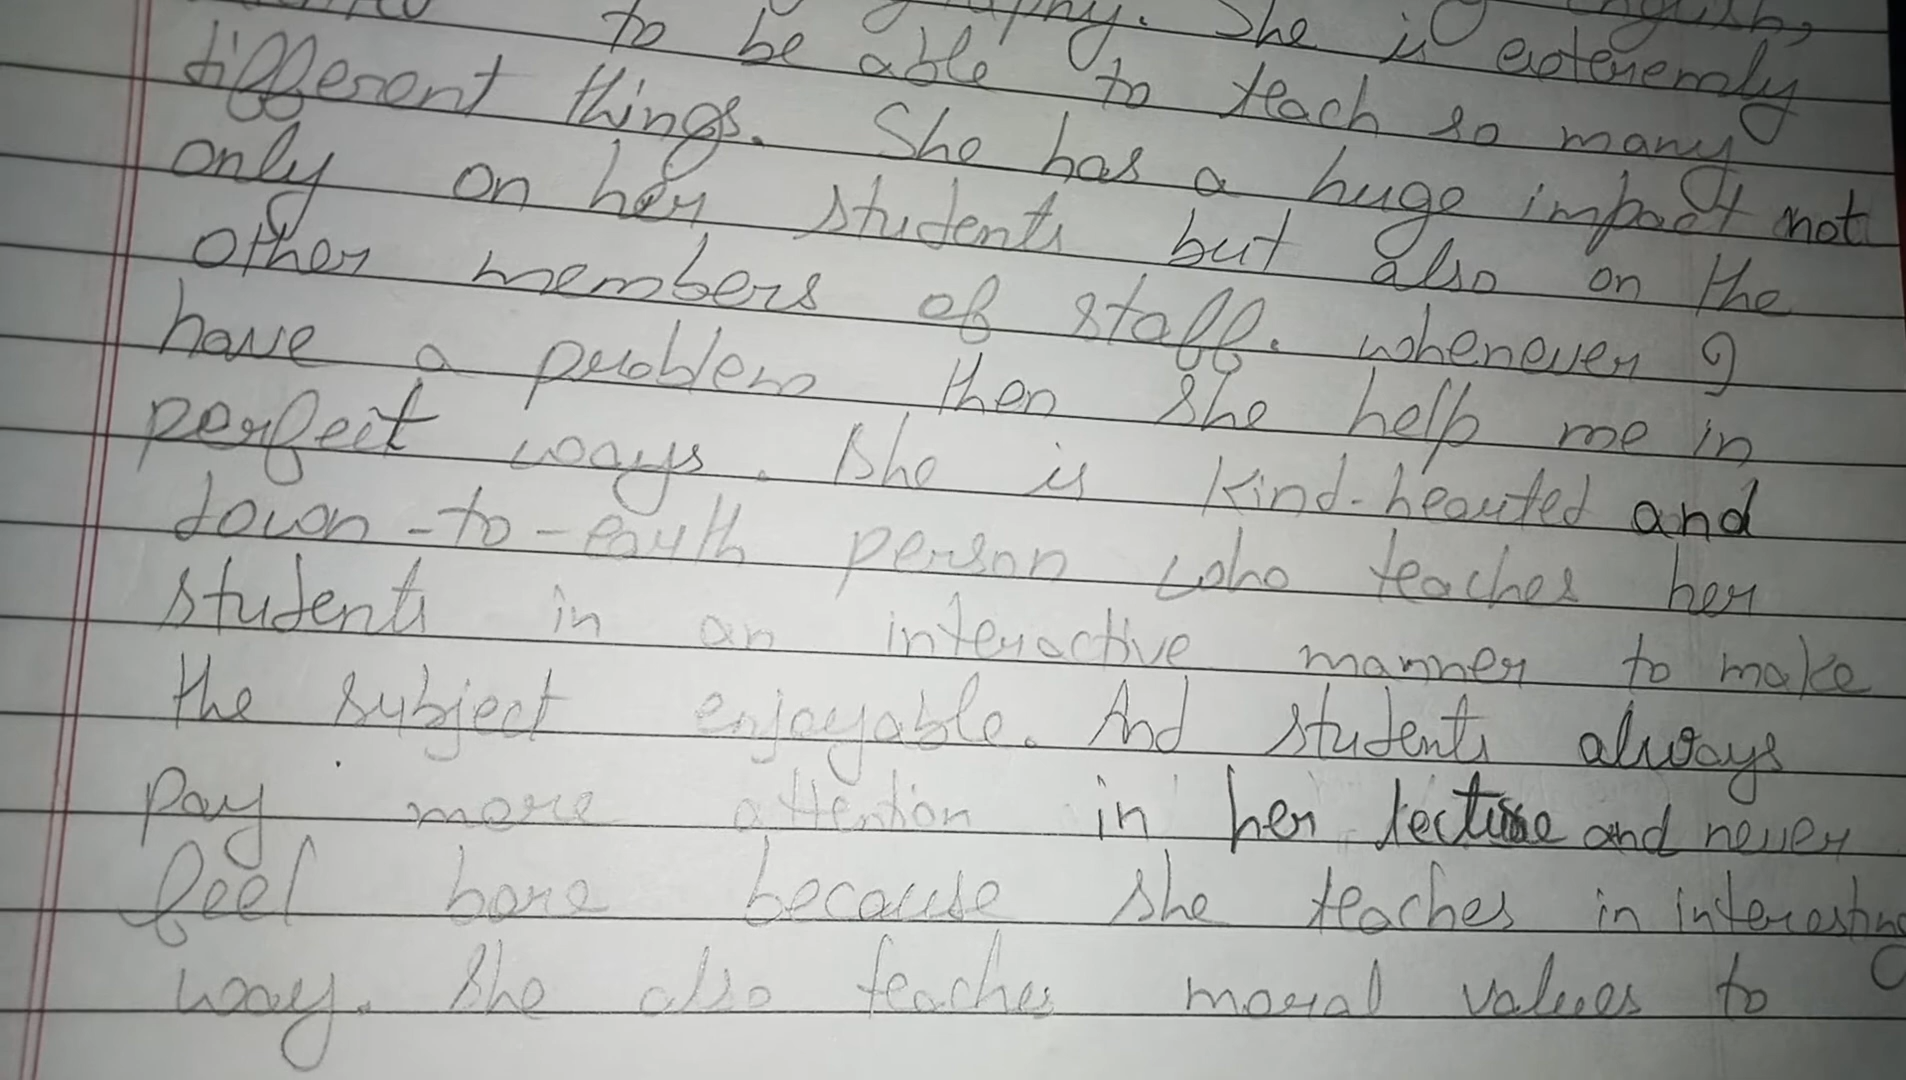 English,
She is exteremly
to be able to teach so many
different things. She has a huge impact not
only on her students but also on the
other members of staff. whenever I
have a problem then she help me in
perfect ways. She is kind-hearted and
down-to-earth person who teaches her
students in an interactive manner to make
the subject enjoyable. And students always
pay more attention in her lecture and never
feel bore because she teaches in interesting
way. She also teaches moral values to